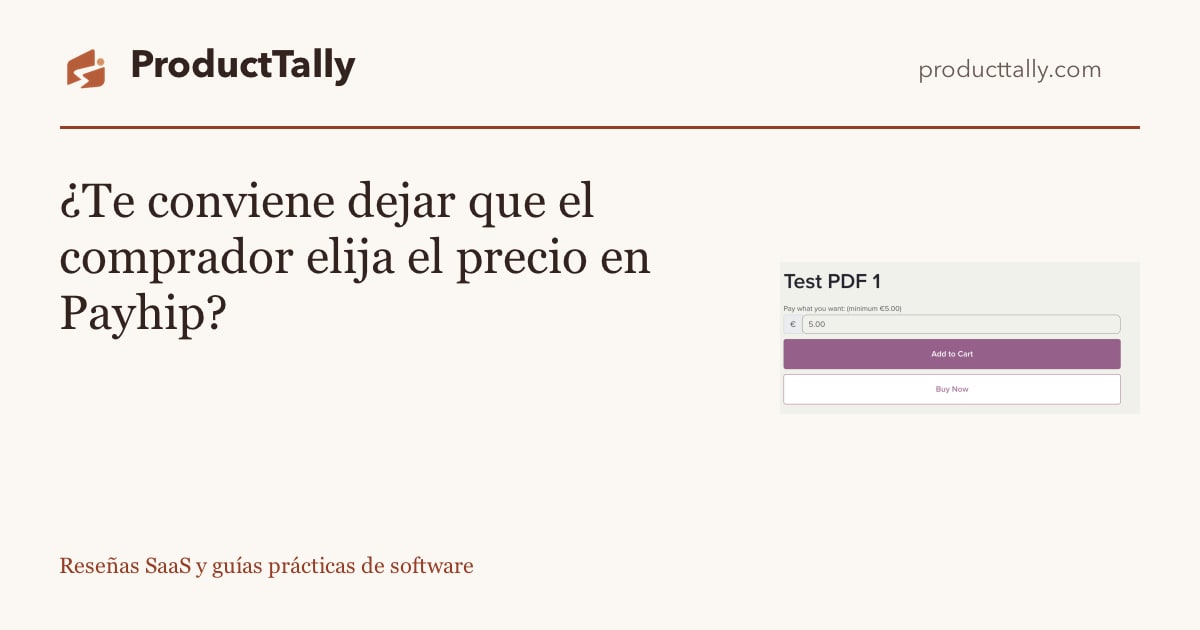 ProductTally
producttally.com
¿Te conviene dejar que el
comprador elija el precio en
Payhip?
Test PDF 1
Pay what you want: (minimum €5.00)
€ 5.00
Add to Cart
Buy Now
Reseñas SaaS y guías prácticas de software